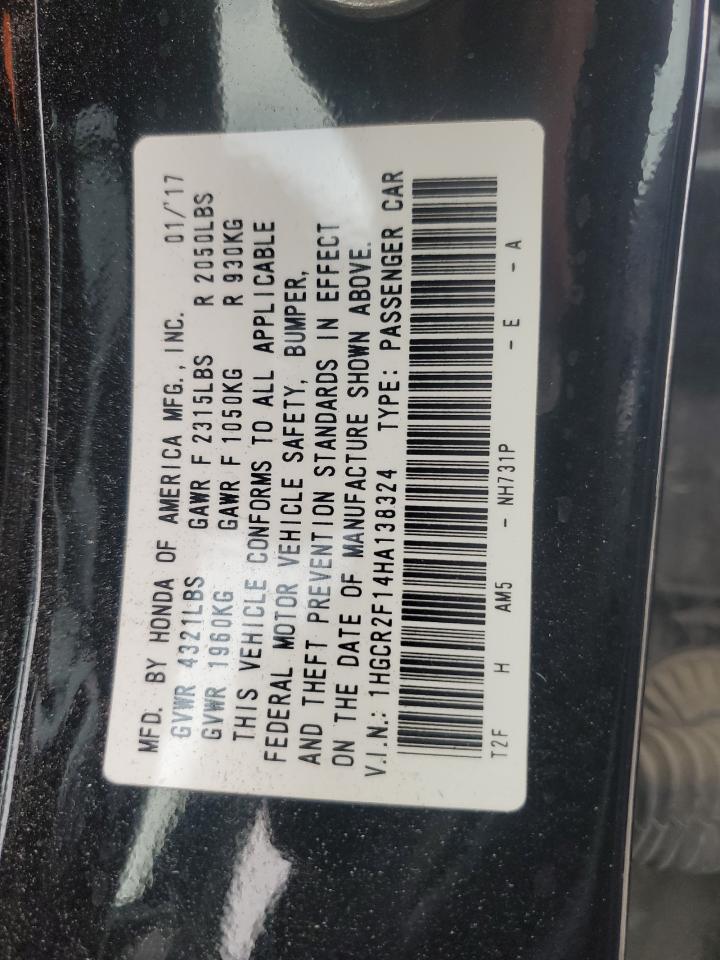 MFD. BY HONDA OF AMERICA MFG., INC. 01/'17
GVWR 4321LBS GAWR F 2315LBS R 2050LBS
GVWR 1960KG GAWR F 1050KG R 930KG
THIS VEHICLE CONFORMS TO ALL APPLICABLE
FEDERAL MOTOR VEHICLE SAFETY, BUMPER,
AND THEFT PREVENTION STANDARDS IN EFFECT
ON THE DATE OF MANUFACTURE SHOWN ABOVE.
V.I.N.: 1HGCR2F14HA138324 TYPE: PASSENGER CAR
T2F H AM5 - NH731P - E - A